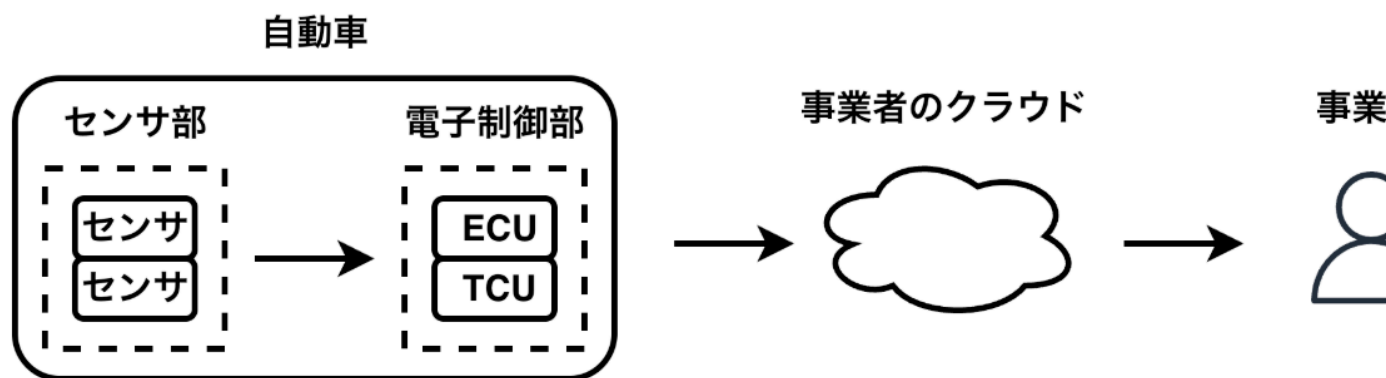 自動車
センサ部
電子制御部
事業者のクラウド
事業
センサ
ECU
センサ
TCU